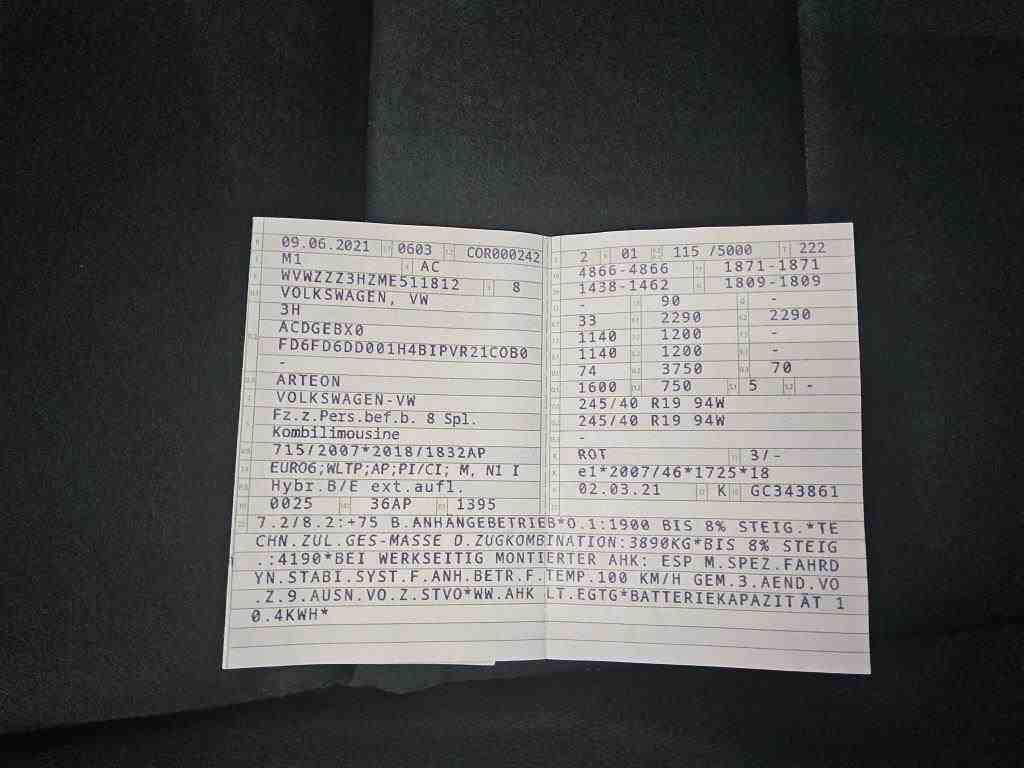 09.06.2021 0603 COR000242
M1 AC
WVWZZZ3HZME511812 8
VOLKSWAGEN, VW
3H
ACDGEBX0
FD6FD6DD001H4BIPVR21COB0
-
ARTEON
VOLKSWAGEN-VW
Fz.z.Pers.bef.b. 8 Spl.
Kombilimousine
715/2007*2018/1832AP
EURO6;WLTP;AP;PI/CI; M, N1 I
Hybr.B/E ext.aufl.
0025 36AP 1395
2 01 115 /5000 222
4866-4866 1871-1871
1438-1462 1809-1809
- 90 -
33 2290 2290
1140 1200 -
1140 1200 -
74 3750 70
1600 750 5 -
245/40 R19 94W
245/40 R19 94W
-
ROT 3/-
e1*2007/46*1725*18
02.03.21 K GC343861
7.2/8.2:+75 B.ANHÄNGEBETRIEB*O.1:1900 BIS 8% STEIG.*TE
CHN.ZUL.GES-MASSE D.ZUGKOMBINATION:3890KG*BIS 8% STEIG
.:4190*BEI WERKSEITIG MONTIERTER AHK: ESP M.SPEZ.FAHRD
YN.STABI.SYST.F.ANH.BETR.F.TEMP.100 KM/H GEM.3.AEND.VO
.Z.9.AUSN.VO.Z.STVO*WW.AHK LT.EGTG*BATTERIEKAPAZITÄT 1
0.4KWH*